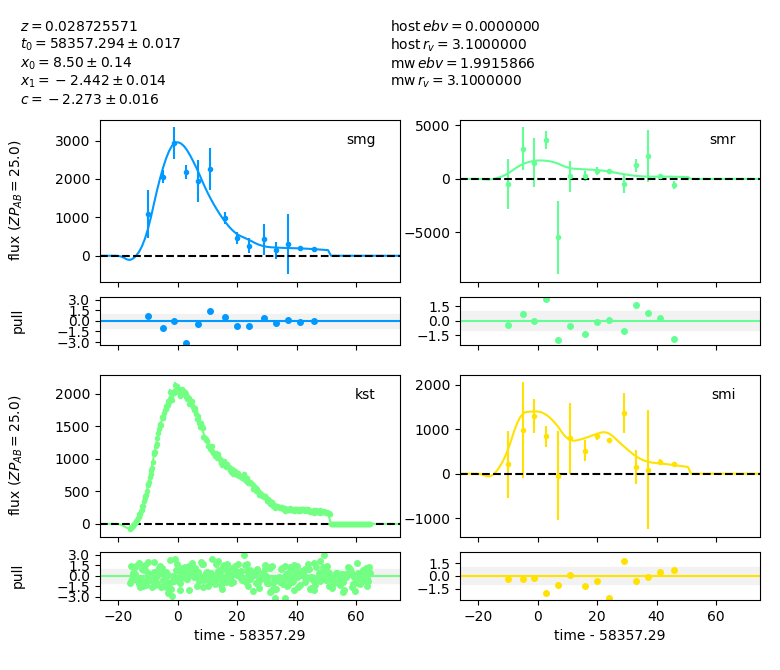 z = 0.028725571
t₀ = 58357.294 ± 0.017
x₀ = 8.50 ± 0.14
x₁ = −2.442 ± 0.014
c = −2.273 ± 0.016
host ebv = 0.0000000
host r_v = 3.1000000
mw ebv = 1.9915866
mw r_v = 3.1000000
smg
flux (ZP_AB = 25.0)
3000
2000
1000
0
smr
5000
0
−5000
pull
3.0
1.5
0.0
−1.5
−3.0
1.5
0.0
−1.5
kst
flux (ZP_AB = 25.0)
2000
1500
1000
500
0
smi
2000
1000
0
−1000
pull
3.0
1.5
0.0
−1.5
−3.0
−20 0 20 40 60
time - 58357.29
1.5
0.0
−1.5
−20 0 20 40 60
time - 58357.29